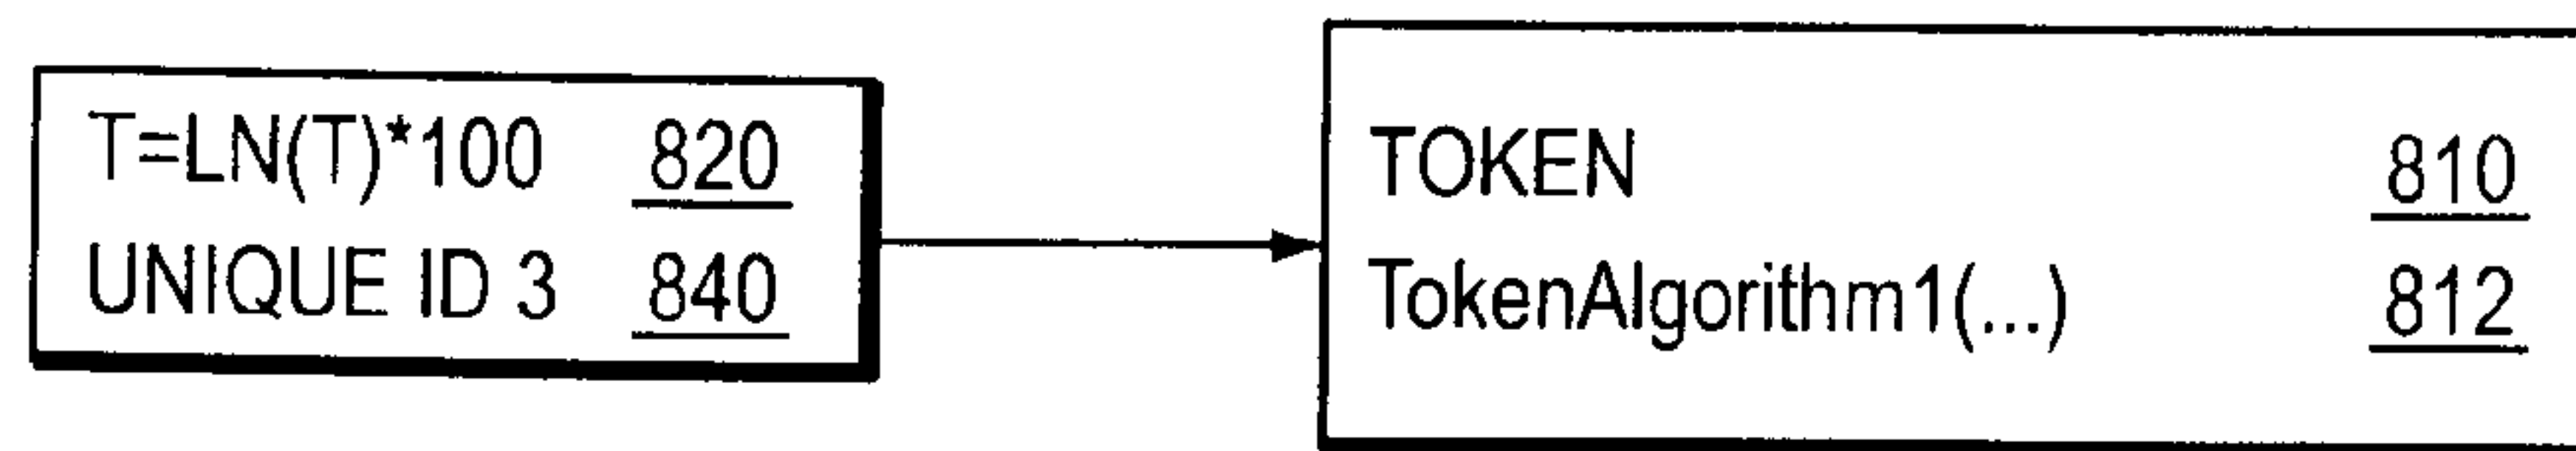 T=LN(T)*100 820
UNIQUE ID 3 840
TOKEN 810
TokenAlgorithm1(...) 812